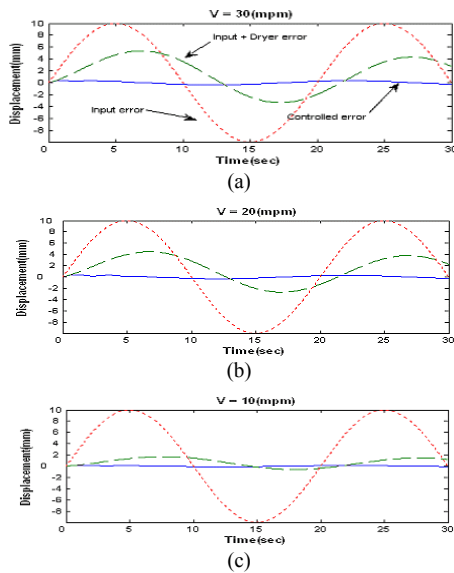 V = 30(mpm)
Displacement(mm)
10
8
6
4
2
0
-2
-4
-6
-8
Input + Dryer error
Input error
Controlled error
0 5 10 15 20 25 30
Time(sec)
(a)
V = 20(mpm)
Displacement(mm)
10
8
6
4
2
0
-2
-4
-6
-8
0 5 10 15 20 25 30
Time(sec)
(b)
V = 10(mpm)
Displacement(mm)
10
8
6
4
2
0
-2
-4
-6
-8
0 5 10 15 20 25 30
Time(sec)
(c)